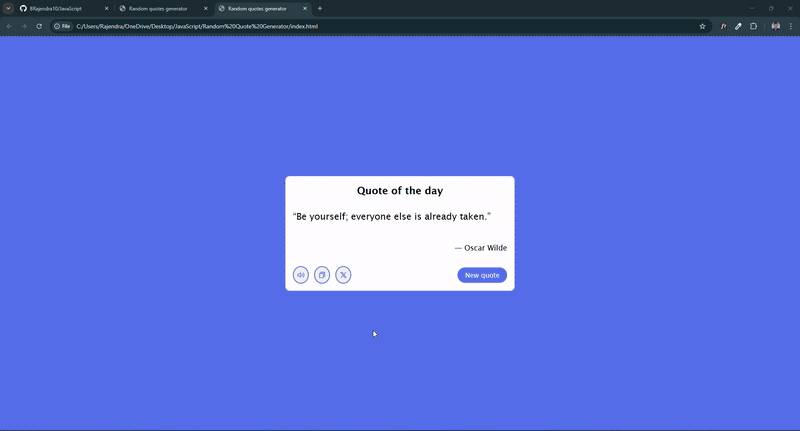 BRajendra10/JavaScript
Random quotes generator
Random quotes generator
File
C:/Users/Rajendra/OneDrive/Desktop/JavaScript/Random%20Quote%20Generator/index.html
Quote of the day
“Be yourself; everyone else is already taken.”
— Oscar Wilde
New quote